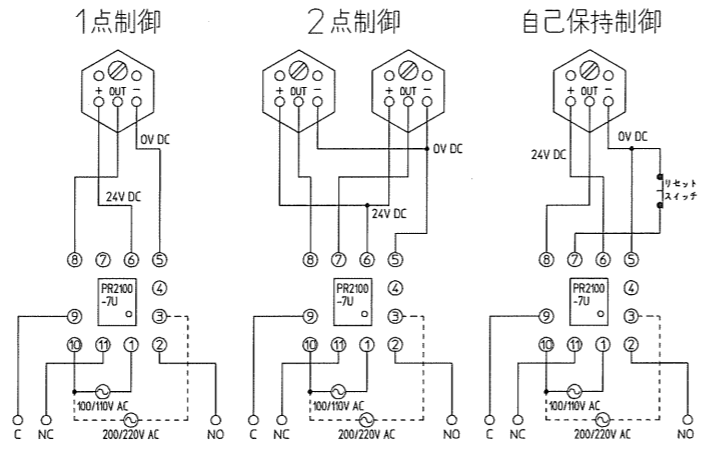 1点制御
+ OUT −
0V DC
24V DC
⑧ ⑦ ⑥ ⑤
PR2100
-7U
④
⑨ ③
⑩ ⑪ ① ②
100/110V AC
200/220V AC
C NC NO
2点制御
+ OUT −
+ OUT −
0V DC
24V DC
⑧ ⑦ ⑥ ⑤
PR2100
-7U
④
⑨ ③
⑩ ⑪ ① ②
100/110V AC
200/220V AC
C NC NO
自己保持制御
+ OUT −
0V DC
24V DC
リセット
スイッチ
⑧ ⑦ ⑥ ⑤
PR2100
-7U
④
⑨ ③
⑩ ⑪ ① ②
100/110V AC
200/220V AC
C NC NO